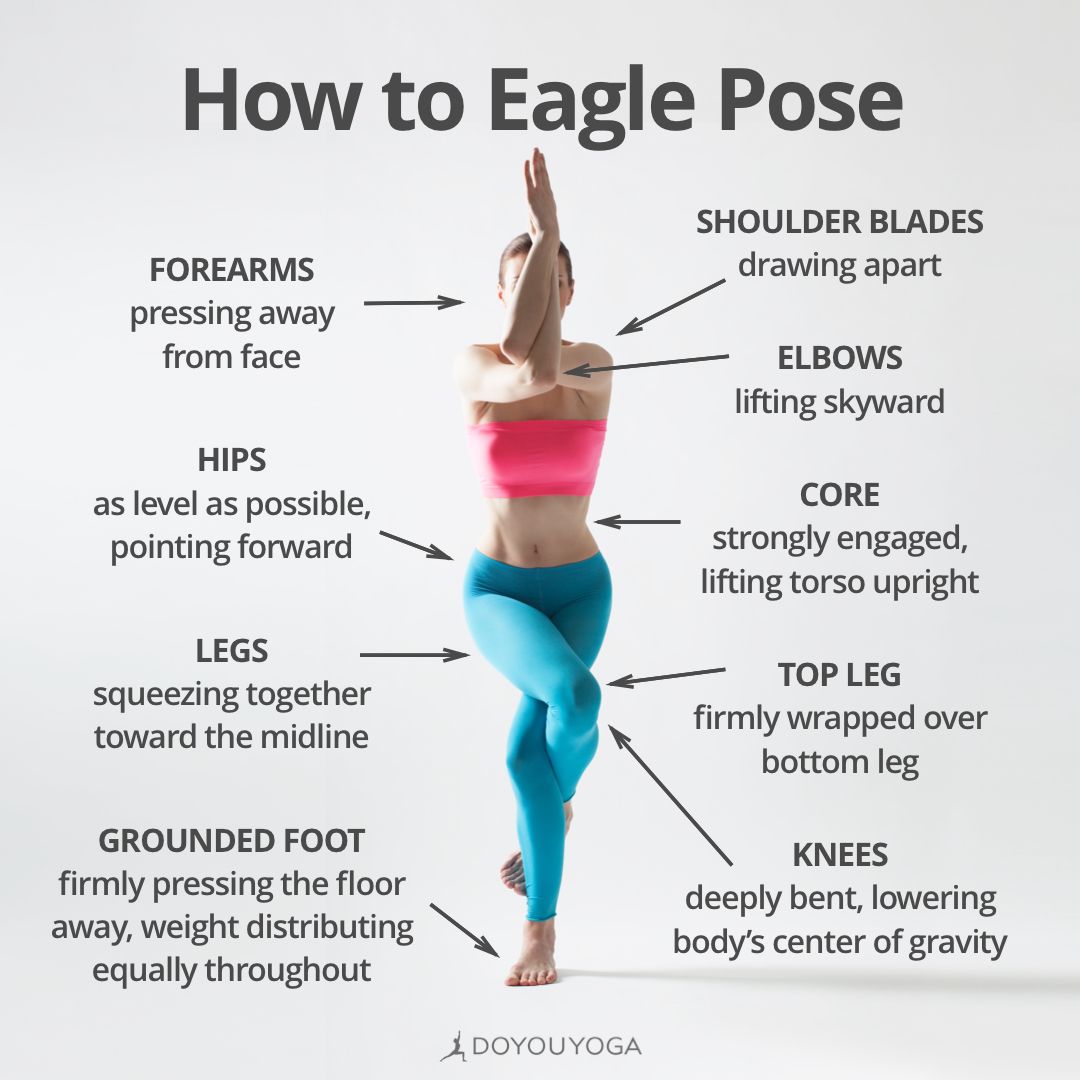 How to Eagle Pose
FOREARMS
pressing away
from face
HIPS
as level as possible,
pointing forward
LEGS
squeezing together
toward the midline
GROUNDED FOOT
firmly pressing the floor
away, weight distributing
equally throughout
SHOULDER BLADES
drawing apart
ELBOWS
lifting skyward
CORE
strongly engaged,
lifting torso upright
TOP LEG
firmly wrapped over
bottom leg
KNEES
deeply bent, lowering
body’s center of gravity
DOYOUYOGA